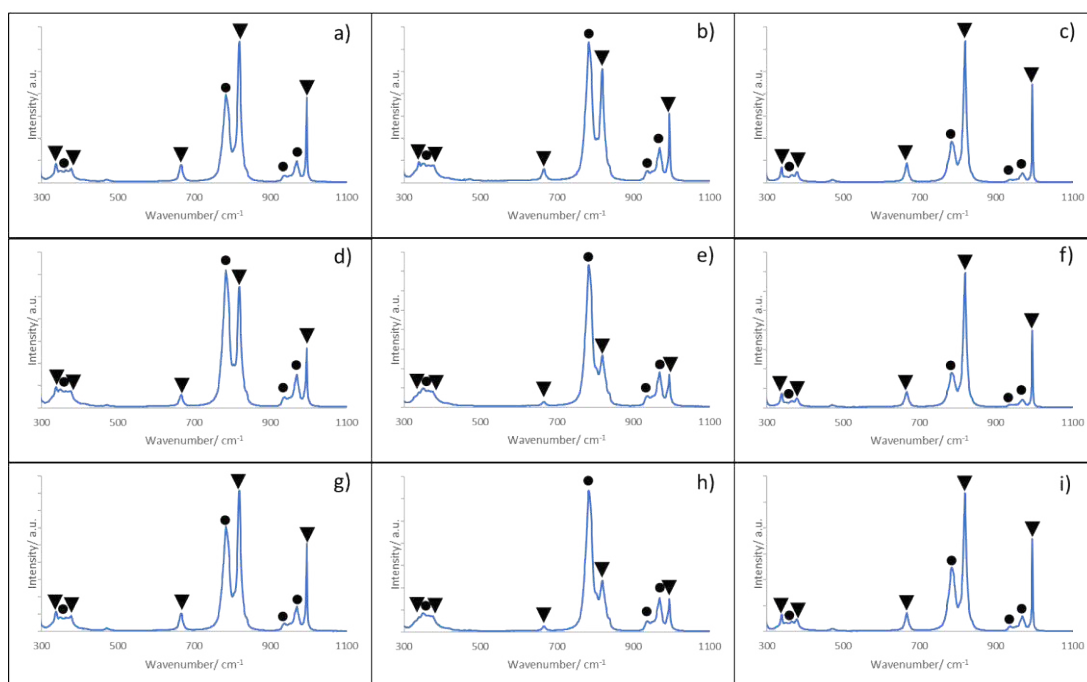 a)
Intensity/ a.u.
300 500 700 900 1100
Wavenumber/ cm⁻¹
b)
Intensity/ a.u.
300 500 700 900 1100
Wavenumber/ cm⁻¹
c)
Intensity/ a.u.
300 500 700 900 1100
Wavenumber/ cm⁻¹
d)
Intensity/ a.u.
300 500 700 900 1100
Wavenumber/ cm⁻¹
e)
Intensity/ a.u.
300 500 700 900 1100
Wavenumber/ cm⁻¹
f)
Intensity/ a.u.
300 500 700 900 1100
Wavenumber/ cm⁻¹
g)
Intensity/ a.u.
300 500 700 900 1100
Wavenumber/ cm⁻¹
h)
Intensity/ a.u.
300 500 700 900 1100
Wavenumber/ cm⁻¹
i)
Intensity/ a.u.
300 500 700 900 1100
Wavenumber/ cm⁻¹